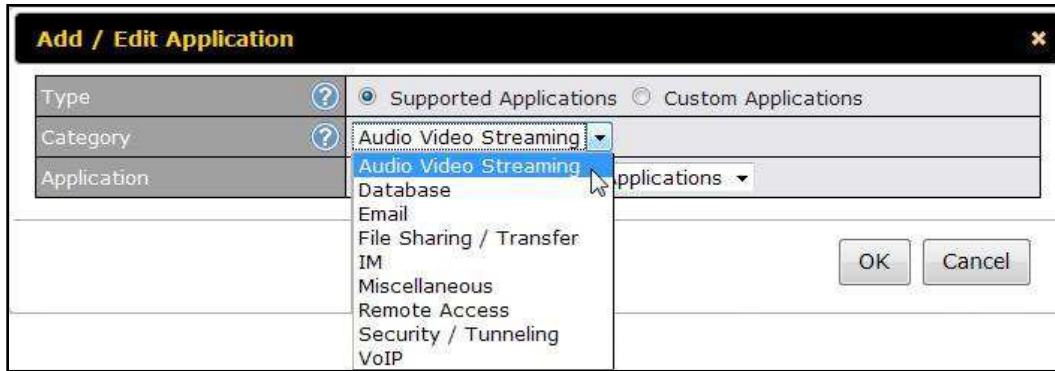 Add / Edit Application
Type ? Supported Applications Custom Applications
Category ? Audio Video Streaming
Application Applications
Audio Video Streaming
Database
Email
File Sharing / Transfer
IM
Miscellaneous
Remote Access
Security / Tunneling
VoIP
OK Cancel